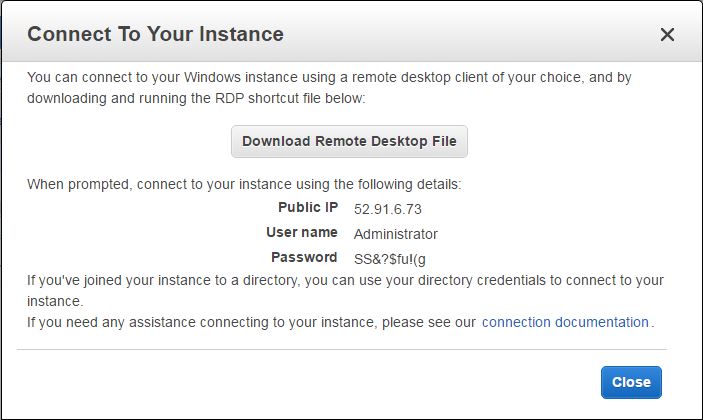 Connect To Your Instance
You can connect to your Windows instance using a remote desktop client of your choice, and by
downloading and running the RDP shortcut file below:
Download Remote Desktop File
When prompted, connect to your instance using the following details:
Public IP 52.91.6.73
User name Administrator
Password SS&?$fu!(g
If you've joined your instance to a directory, you can use your directory credentials to connect to your
instance.
If you need any assistance connecting to your instance, please see our connection documentation.
Close